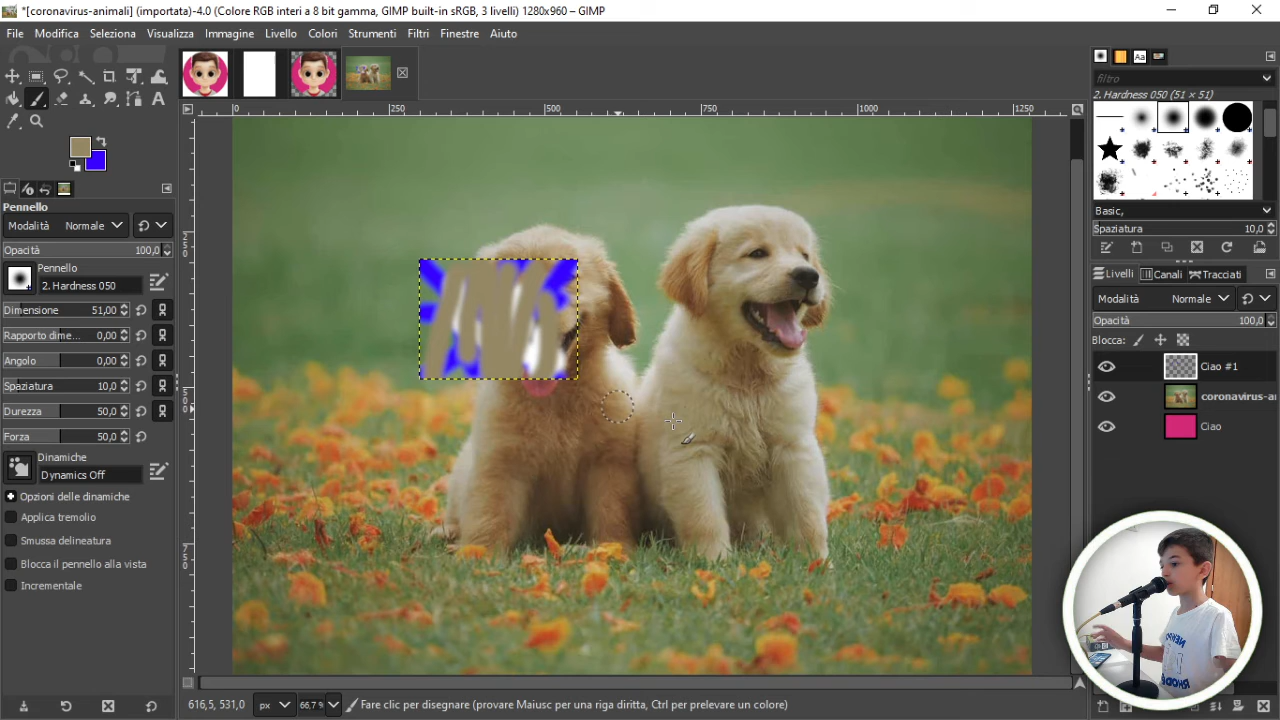 *[coronavirus-animali] (importata)-4.0 (Colore RGB interi a 8 bit gamma, GIMP built-in sRGB, 3 livelli) 1280x960 – GIMP
File Modifica Seleziona Visualizza Immagine Livello Colori Strumenti Filtri Finestre Aiuto
filtro
2. Hardness 050 (51 × 51)
0 250 500 750 1000 1250
250
500
750
Pennello
Modalità Normale
Opacità 100,0
Pennello
2. Hardness 050
Dimensione 51,00
Rapporto dime... 0,00
Angolo 0,00
Spaziatura 10,0
Durezza 50,0
Forza 50,0
Dinamiche
Dynamics Off
Opzioni delle dinamiche
Applica tremolio
Smussa delineatura
Blocca il pennello alla vista
Incrementale
Basic,
Spaziatura 10,0
Livelli Canali Tracciati
Modalità Normale
Opacità 100,0
Blocca:
Ciao #1
coronavirus-a
Ciao
616,5, 531,0 px 66,7% Fare clic per disegnare (provare Maiusc per una riga diritta, Ctrl per prelevare un colore)